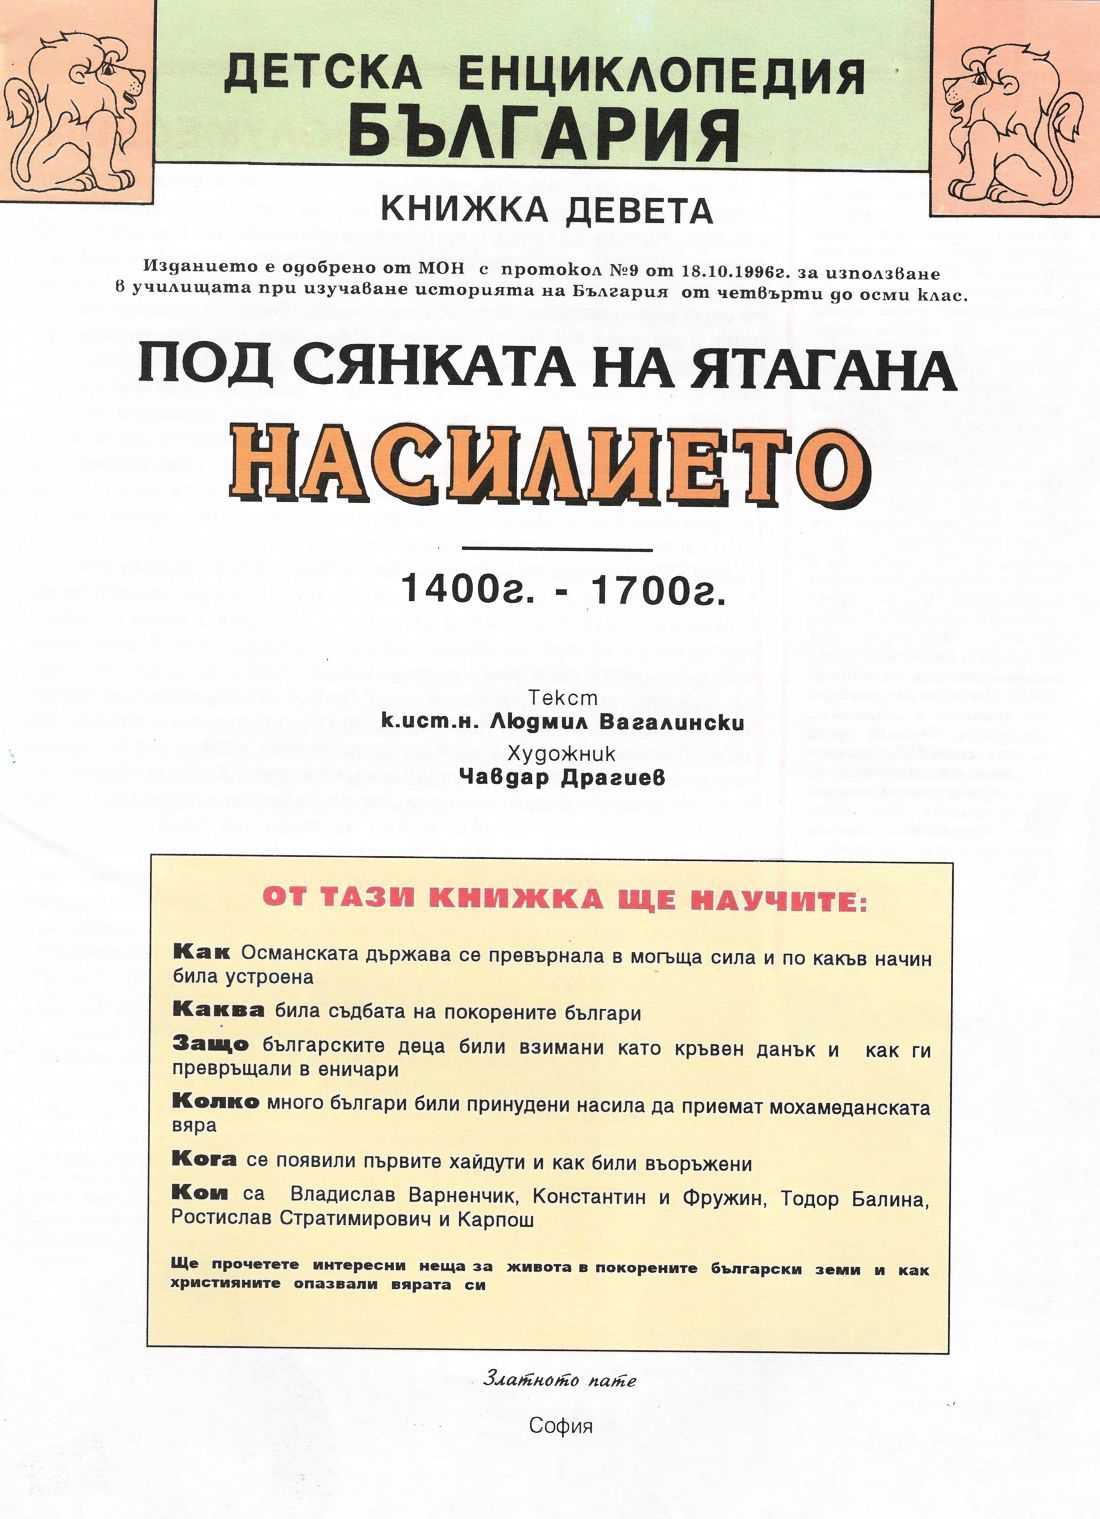 ДЕТСКА ЕНЦИКЛОПЕДИЯ
БЪЛГАРИЯ
КНИЖКА ДЕВЕТА
Изданието е одобрено от МОН с протокол №9 от 18.10.1996г. за използване
в училищата при изучаване историята на България от четвърти до осми клас.
ПОД СЯНКАТА НА ЯТАГАНА
НАСИЛИЕТО
1400г. - 1700г.
Текст
к.ист.н. Людмил Вагалински
Художник
Чавдар Драгиев
ОТ ТАЗИ КНИЖКА ЩЕ НАУЧИТЕ:
Как Османската държава се превърнала в могъща сила и по какъв начин
била устроена
Каква била съдбата на покорените българи
Защо българските деца били взимани като кръвен данък и как ги
превръщали в еничари
Колко много българи били принудени насила да приемат мохамеданската
вяра
Кога се появили първите хайдути и как били въоръжени
Кои са Владислав Варненчик, Константин и Фружин, Тодор Балина,
Ростислав Стратимирович и Карпош
Ще прочетете интересни неща за живота в покорените български земи и как
християните опазвали вярата си
Златното пате
София